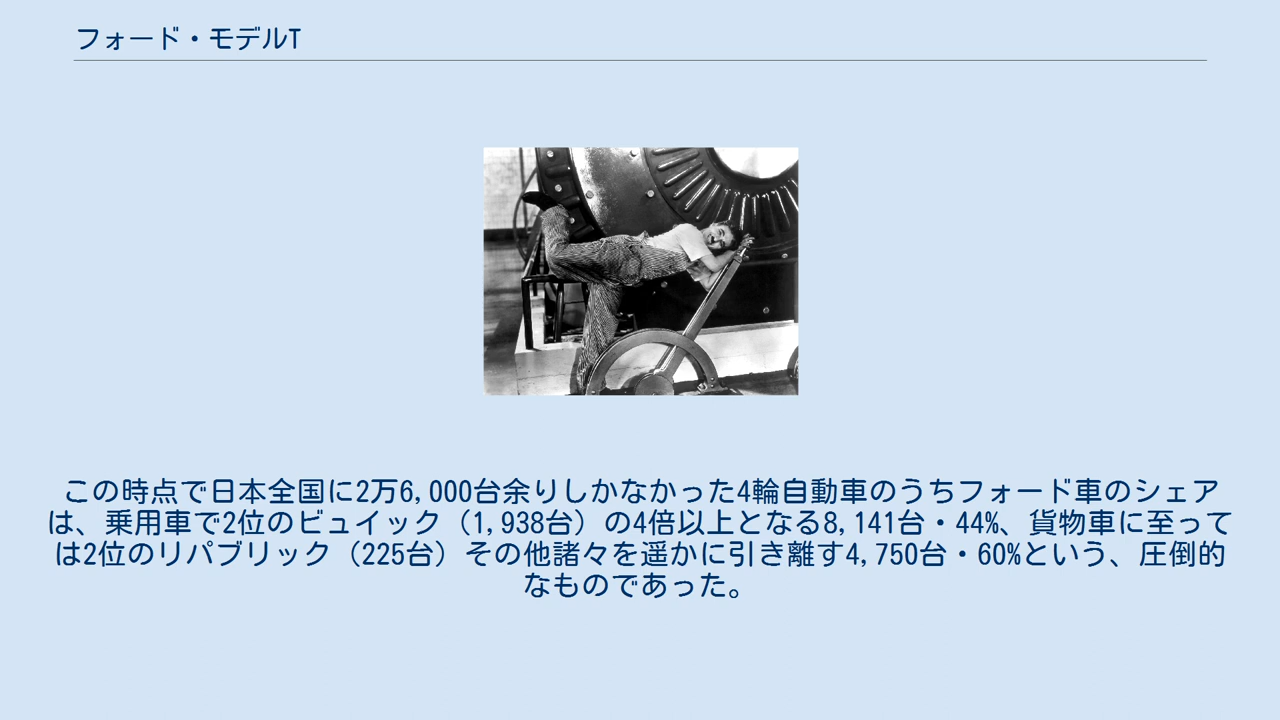 フォード・モデルT
この時点で日本全国に2万6,000台余りしかなかった4輪自動車のうちフォード車のシェア
は、乗用車で2位のビュイック（1,938台）の4倍以上となる8,141台・44%、貨物車に至って
は2位のリパブリック（225台）その他諸々を遥かに引き離す4,750台・60%という、圧倒的
なものであった。